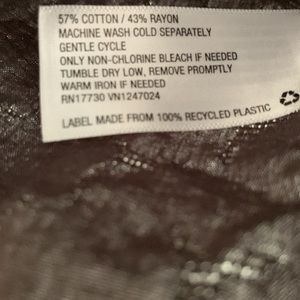 57% COTTON / 43% RAYON
MACHINE WASH COLD SEPARATELY
GENTLE CYCLE
ONLY NON-CHLORINE BLEACH IF NEEDED
TUMBLE DRY LOW, REMOVE PROMPTLY
WARM IRON IF NEEDED
RN17730 VN1247024
LABEL MADE FROM 100% RECYCLED PLASTIC